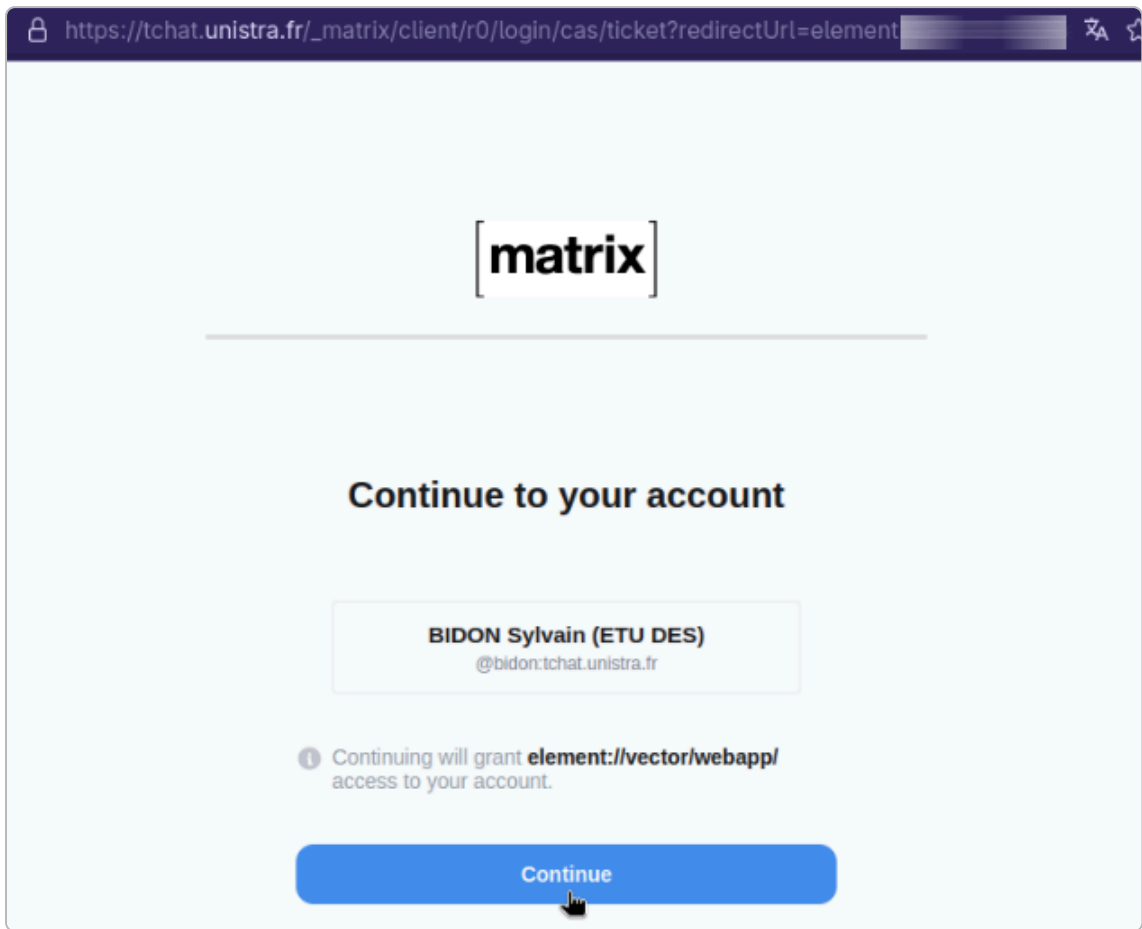 https://tchat.unistra.fr/_matrix/client/r0/login/cas/ticket?redirectUrl=element
[matrix]
Continue to your account
BIDON Sylvain (ETU DES)
@bidon:tchat.unistra.fr
Continuing will grant element://vector/webapp/
access to your account.
Continue